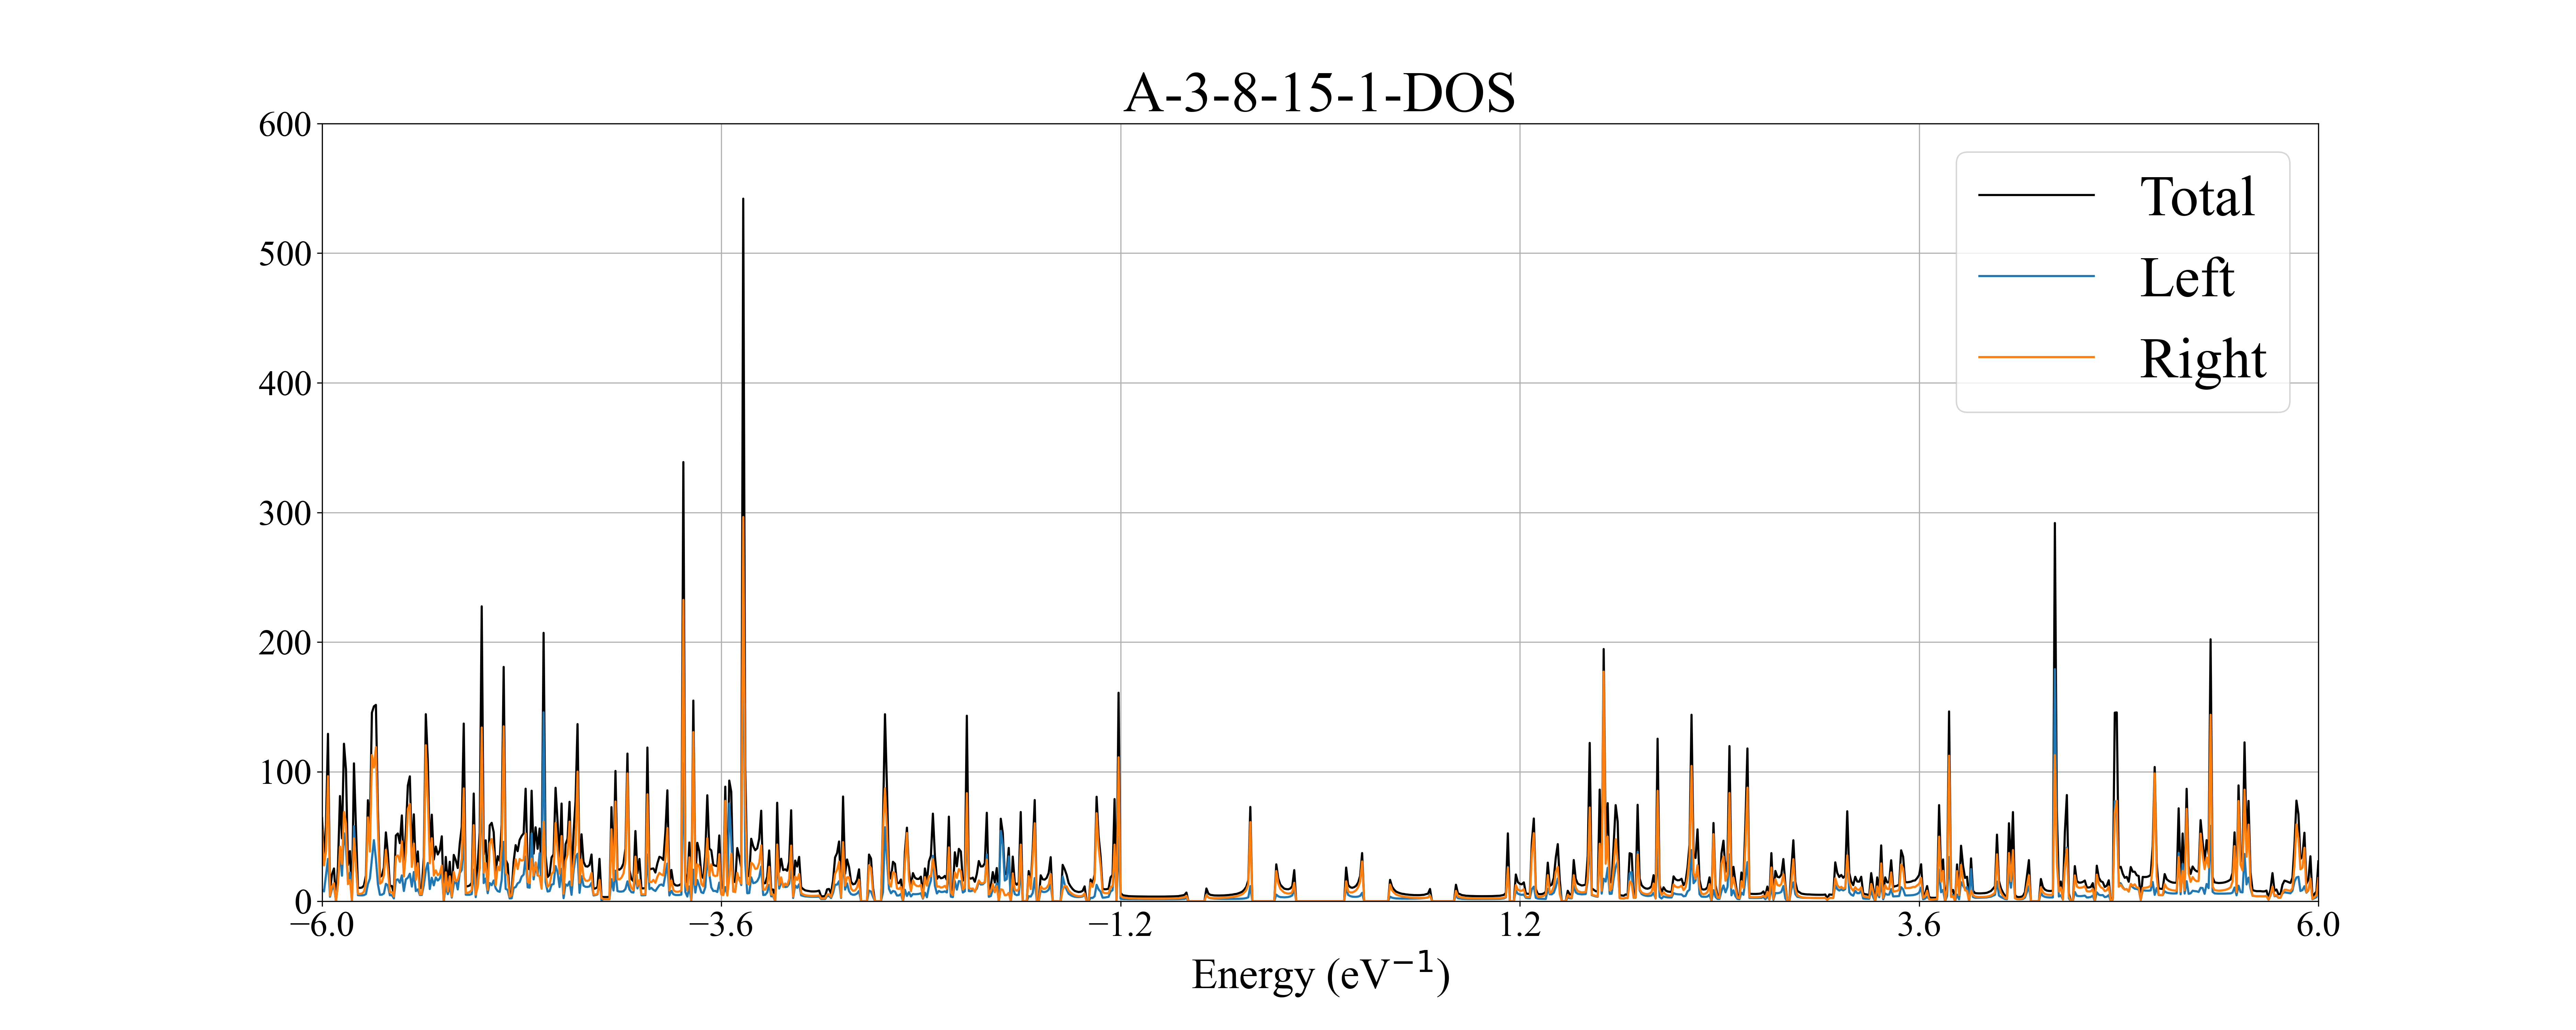 A-3-8-15-1-DOS
600
500
400
300
200
100
0
Total
Left
Right
−6.0 −3.6 −1.2 1.2 3.6 6.0
Energy (eV⁻¹)